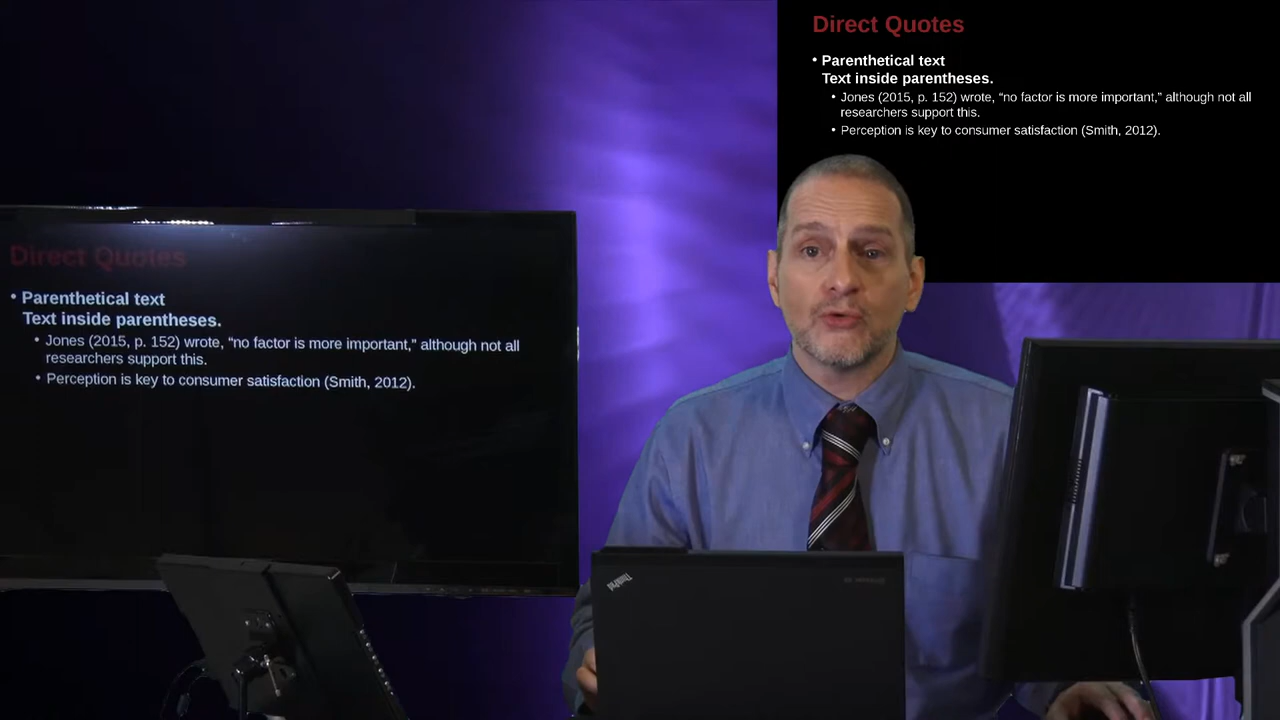 Direct Quotes
• Parenthetical text
Text inside parentheses.
• Jones (2015, p. 152) wrote, “no factor is more important,” although not all
researchers support this.
• Perception is key to consumer satisfaction (Smith, 2012).
Direct Quotes
• Parenthetical text
Text inside parentheses.
• Jones (2015, p. 152) wrote, “no factor is more important,” although not all
researchers support this.
• Perception is key to consumer satisfaction (Smith, 2012).
ThinkPad